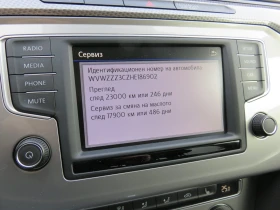 RADIO
MEDIA
PHONE
MUTE
Сервиз
Идентификационен номер на автомобила:
WVWZZZ3CZHE186902
Преглед
след 23000 км или 246 дни
Сервиз за смяна на маслото
след 17900 км или 486 дни